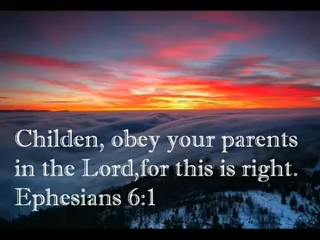 Childen, obey your parents
in the Lord,for this is right.
Ephesians 6:1